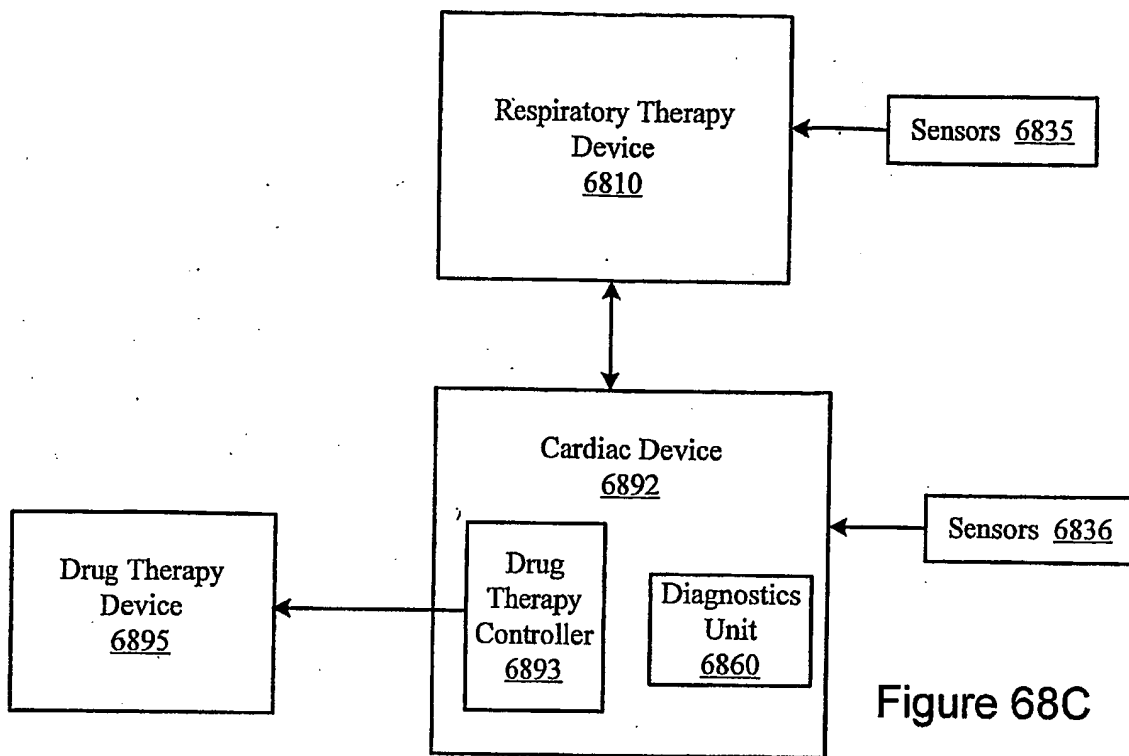 Respiratory Therapy
Device
6810
Sensors 6835
Cardiac Device
6892
Sensors 6836
Drug Therapy
Device
6895
Drug
Therapy
Controller
6893
Diagnostics
Unit
6860
Figure 68C